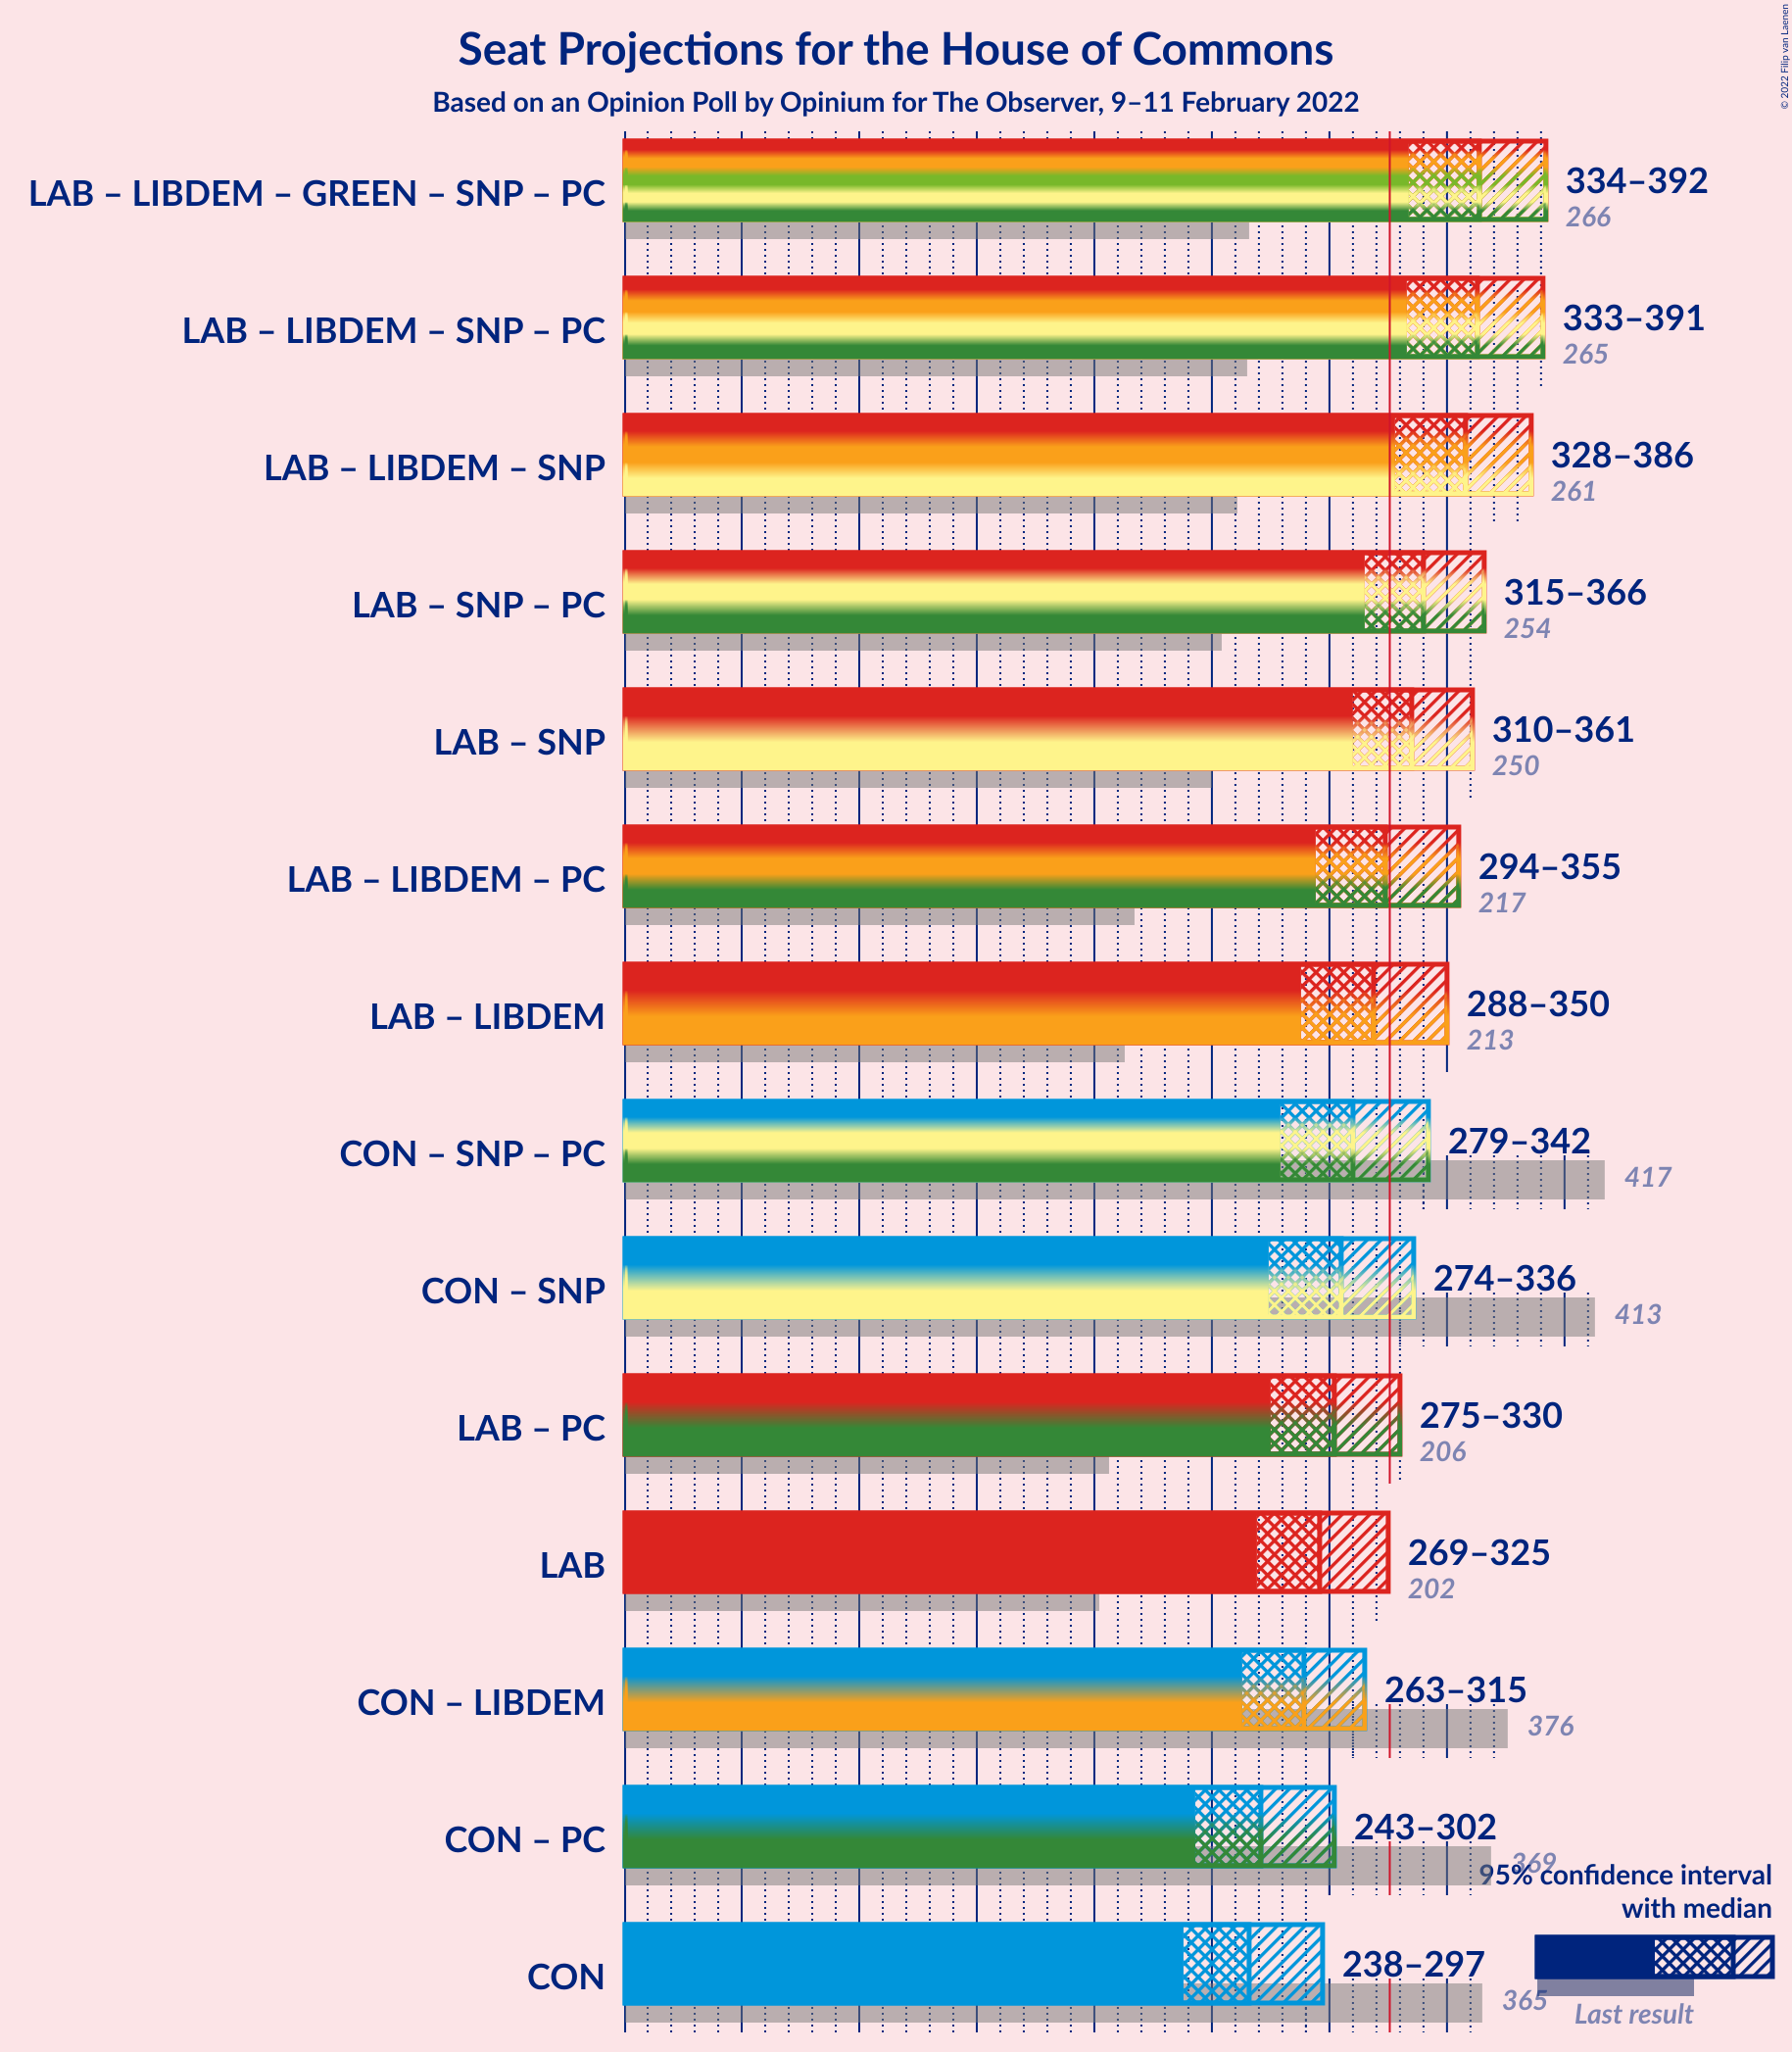 Seat Projections for the House of Commons
Based on an Opinion Poll by Opinium for The Observer, 9–11 February 2022
© 2022 Filip van Laenen
LAB – LIBDEM – GREEN – SNP – PC
334–392
266
LAB – LIBDEM – SNP – PC
333–391
265
LAB – LIBDEM – SNP
328–386
261
LAB – SNP – PC
315–366
254
LAB – SNP
310–361
250
LAB – LIBDEM – PC
294–355
217
LAB – LIBDEM
288–350
213
CON – SNP – PC
279–342
417
CON – SNP
274–336
413
LAB – PC
275–330
206
LAB
269–325
202
CON – LIBDEM
263–315
376
CON – PC
243–302
369
CON
238–297
365
95% confidence interval
with median
Last result